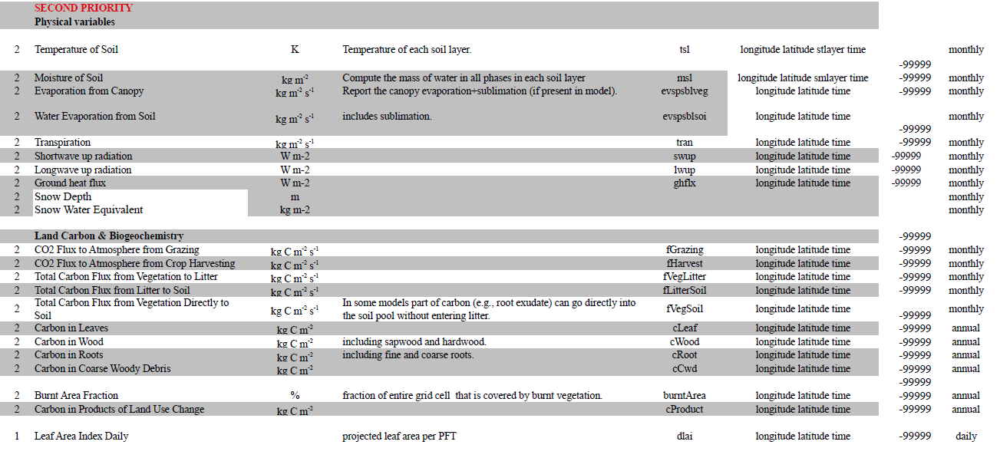 SECOND PRIORITY
Physical variables
2 Temperature of Soil K Temperature of each soil layer. tsl longitude latitude stlayer time monthly
-99999
2 Moisture of Soil kg m-2 Compute the mass of water in all phases in each soil layer msl longitude latitude smlayer time -99999 monthly
2 Evaporation from Canopy kg m-2 s-1 Report the canopy evaporation+sublimation (if present in model). evspsblveg longitude latitude time -99999 monthly
2 Water Evaporation from Soil kg m-2 s-1 includes sublimation. evspsblsoi longitude latitude time monthly
-99999
2 Transpiration kg m-2 s-1 tran longitude latitude time -99999 monthly
2 Shortwave up radiation W m-2 swup longitude latitude time -99999 monthly
2 Longwave up radiation W m-2 lwup longitude latitude time -99999 monthly
2 Ground heat flux W m-2 ghflx longitude latitude time -99999 monthly
2 Snow Depth m monthly
2 Snow Water Equivalent kg m-2 monthly
Land Carbon & Biogeochemistry -99999
2 CO2 Flux to Atmosphere from Grazing kg C m-2 s-1 fGrazing longitude latitude time -99999 monthly
2 CO2 Flux to Atmosphere from Crop Harvesting kg C m-2 s-1 fHarvest longitude latitude time -99999 monthly
2 Total Carbon Flux from Vegetation to Litter kg C m-2 s-1 fVegLitter longitude latitude time -99999 monthly
2 Total Carbon Flux from Litter to Soil kg C m-2 s-1 fLitterSoil longitude latitude time -99999 monthly
Total Carbon Flux from Vegetation Directly to In some models part of carbon (e.g., root exudate) can go directly into
2 kg C m-2 s-1 fVegSoil longitude latitude time monthly
Soil the soil pool without entering litter. -99999
2 Carbon in Leaves kg C m-2 cLeaf longitude latitude time -99999 annual
2 Carbon in Wood kg C m-2 including sapwood and hardwood. cWood longitude latitude time -99999 annual
2 Carbon in Roots kg C m-2 including fine and coarse roots. cRoot longitude latitude time -99999 annual
2 Carbon in Coarse Woody Debris kg C m-2 cCwd longitude latitude time -99999 annual
-99999
2 Burnt Area Fraction % fraction of entire grid cell that is covered by burnt vegetation. burntArea longitude latitude time -99999 annual
2 Carbon in Products of Land Use Change kg C m-2 cProduct longitude latitude time -99999 annual
1 Leaf Area Index Daily projected leaf area per PFT dlai longitude latitude time -99999 daily